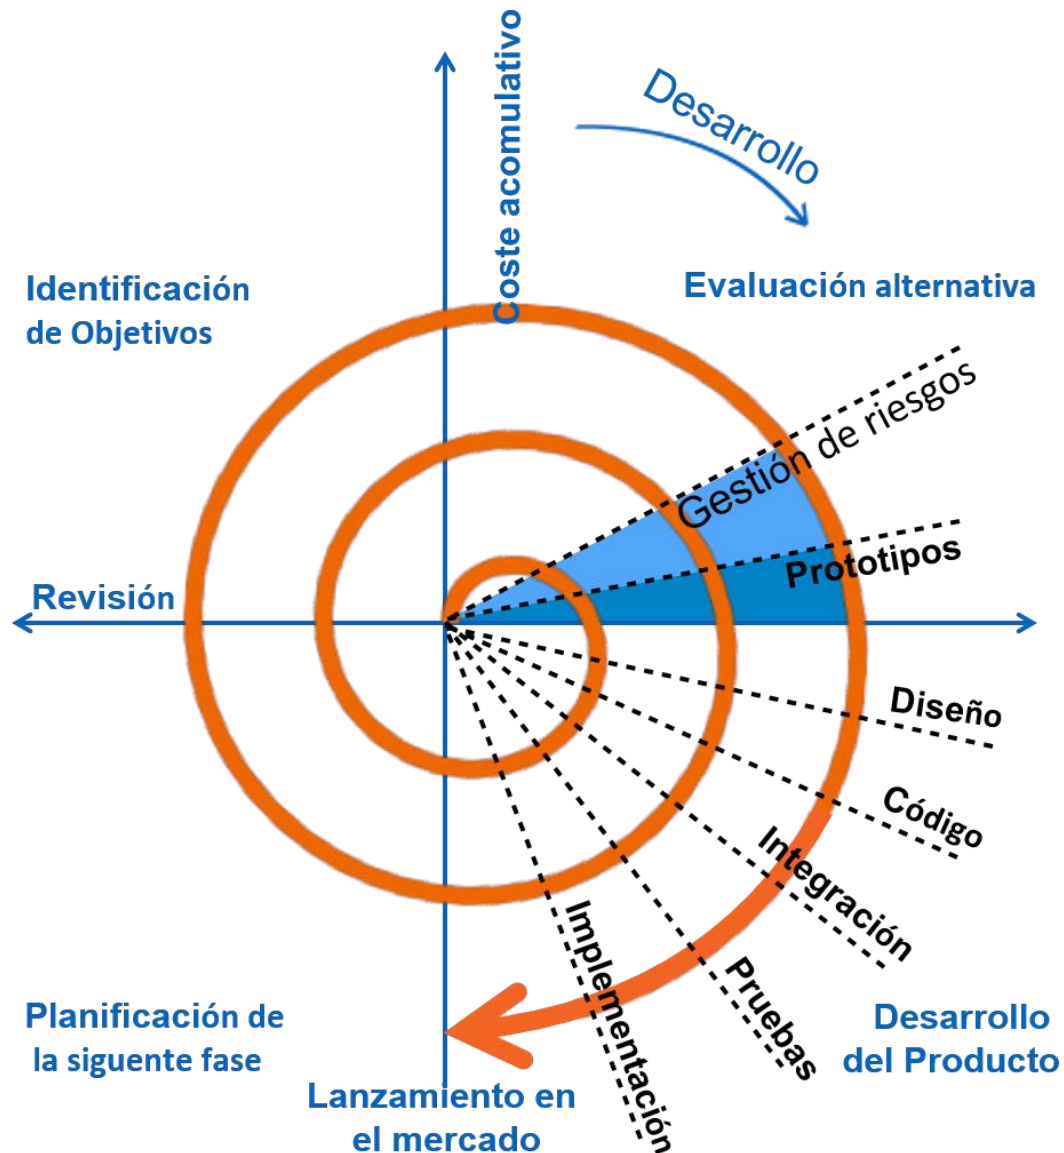 Coste acomulativo
Desarrollo
Identificación
de Objetivos
Evaluación alternativa
Gestión de riesgos
Prototipos
Revisión
Diseño
Código
Integración
Pruebas
Implementación
Planificación de
la siguente fase
Desarrollo
del Producto
Lanzamiento en
el mercado